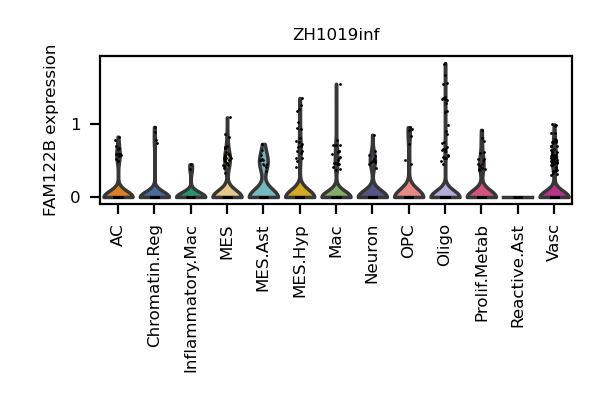 ZH1019inf
FAM122B expression
1
0
AC
Chromatin.Reg
Inflammatory.Mac
MES
MES.Ast
MES.Hyp
Mac
Neuron
OPC
Oligo
Prolif.Metab
Reactive.Ast
Vasc